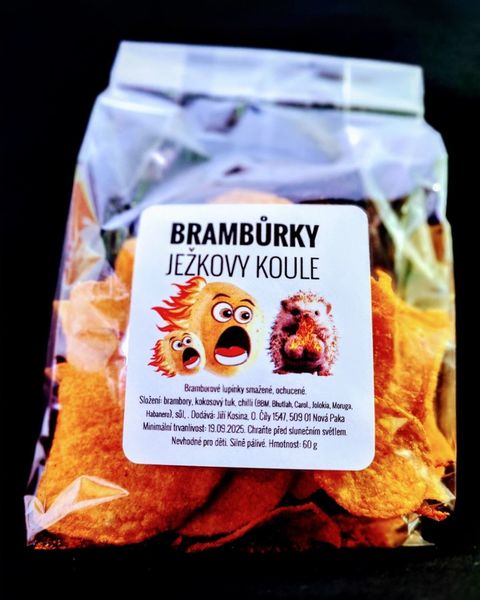 BRAMBŮRKY
JEŽKOVY KOULE
Bramborové lupínky smažené, ochucené.
Složení: brambory, kokosový tuk, chilli (BBM, Bhutlah, Carol., Jolokia, Moruga,
Habanero), sůl, . Dodává: Jiří Kosina, O. Čily 1547, 509 01 Nová Paka
Minimální trvanlivost: 19.09.2025. Chraňte před slunečním světlem.
Nevhodné pro děti. Silně pálivé. Hmotnost: 60 g